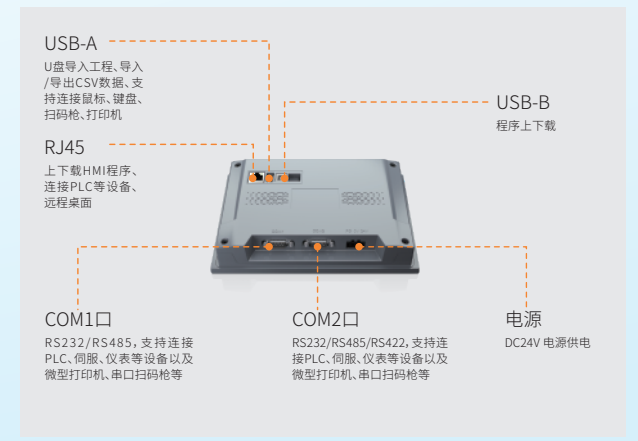 USB-A
U盘导入工程、导入
/导出CSV数据、支
持连接鼠标、键盘、
扫码枪、打印机
USB-B
程序上下载
RJ45
上下载HMI程序、
连接PLC等设备、
远程桌面
COM1口
RS232/RS485，支持连接
PLC、伺服、仪表等设备以及
微型打印机、串口扫码枪等
COM2口
RS232/RS485/RS422，支持连
接PLC、伺服、仪表等设备以及
微型打印机、串口扫码枪等
电源
DC24V 电源供电